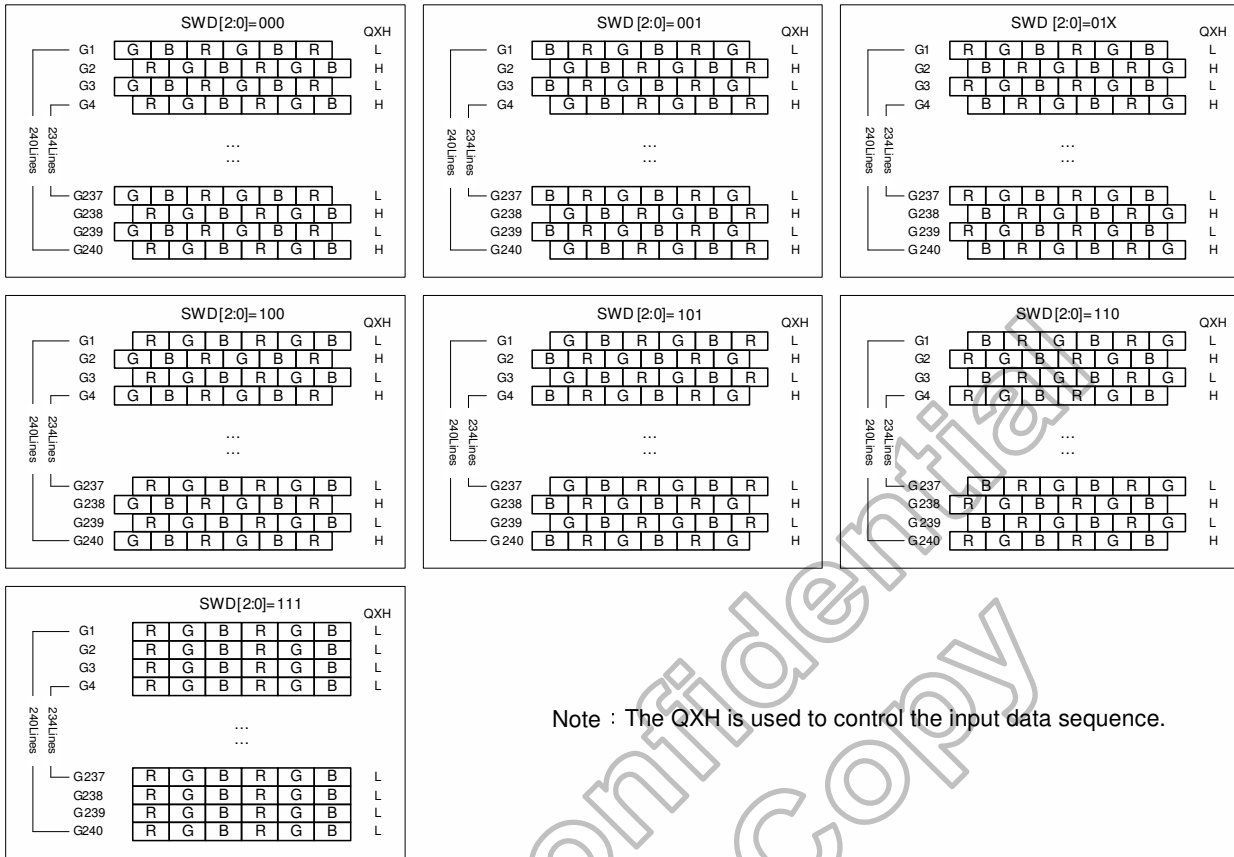 SWD[2:0]=000
QXH
G1 G B R G B R L
G2 R G B R G B H
G3 G B R G B R L
G4 R G B R G B H
240Lines 234Lines
…
…
G237 G B R G B R L
G238 R G B R G B H
G239 G B R G B R L
G240 R G B R G B H
SWD[2:0]=001
QXH
G1 B R G B R G L
G2 G B R G B R H
G3 B R G B R G L
G4 G B R G B R H
240Lines 234Lines
…
…
G237 B R G B R G L
G238 G B R G B R H
G239 B R G B R G L
G240 G B R G B R H
SWD [2:0]=01X
QXH
G1 R G B R G B L
G2 B R G B R G H
G3 R G B R G B L
G4 B R G B R G H
240Lines 234Lines
…
…
G237 R G B R G B L
G238 B R G B R G H
G239 R G B R G B L
G240 B R G B R G H
SWD[2:0]=100
QXH
G1 R G B R G B L
G2 G B R G B R H
G3 R G B R G B L
G4 G B R G B R H
240Lines 234Lines
…
…
G237 R G B R G B L
G238 G B R G B R H
G239 R G B R G B L
G240 G B R G B R H
SWD[2:0]=101
QXH
G1 G B R G B R L
G2 B R G B R G H
G3 G B R G B R L
G4 B R G B R G H
240Lines 234Lines
…
…
G237 G B R G B R L
G238 B R G B R G H
G239 G B R G B R L
G240 B R G B R G H
SWD[2:0]=110
QXH
G1 B R G B R G L
G2 R G B R G B H
G3 B R G B R G L
G4 R G B R G B H
240Lines 234Lines
…
…
G237 B R G B R G L
G238 R G B R G B H
G239 B R G B R G L
G240 R G B R G B H
SWD[2:0]=111
QXH
G1 R G B R G B L
G2 R G B R G B L
G3 R G B R G B L
G4 R G B R G B L
240Lines 234Lines
…
…
G237 R G B R G B L
G238 R G B R G B L
G239 R G B R G B L
G240 R G B R G B L
Note：The QXH is used to control the input data sequence.
onfidential
Copy